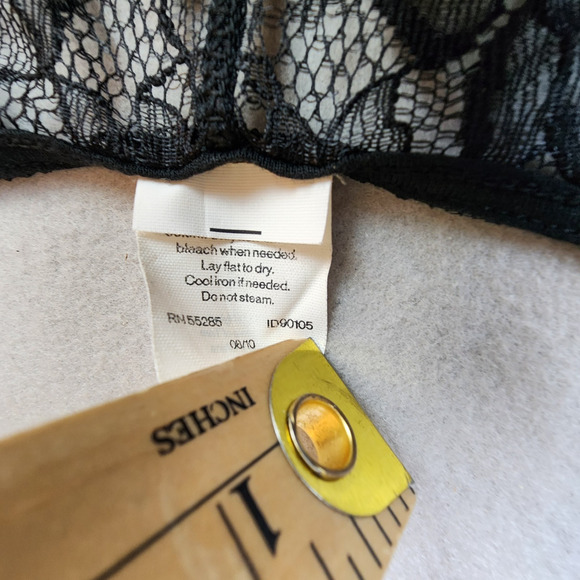 bleach when needed.
Lay flat to dry.
Cool iron if needed.
Do not steam.
RN 55285 ID90105
08/10
INCHES
1